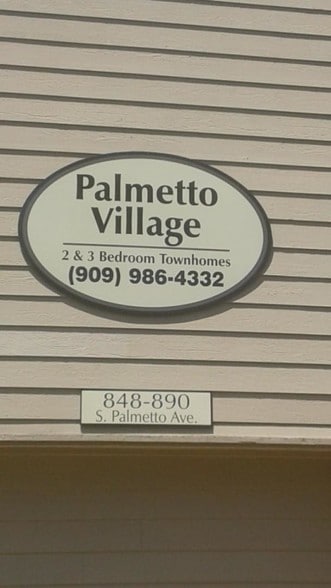 Palmetto
Village
2 & 3 Bedroom Townhomes
(909) 986-4332
848-890
S. Palmetto Ave.